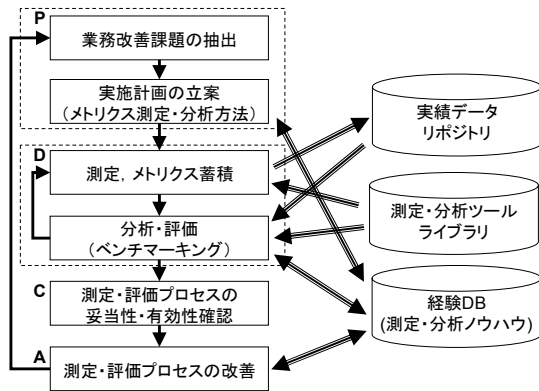 P
業務改善課題の抽出
実施計画の立案
(メトリクス測定・分析方法)
D
測定，メトリクス蓄積
分析・評価
(ベンチマーキング)
C
測定・評価プロセスの
妥当性・有効性確認
A
測定・評価プロセスの改善
実績データ
リポジトリ
測定・分析ツール
ライブラリ
経験DB
(測定・分析ノウハウ)